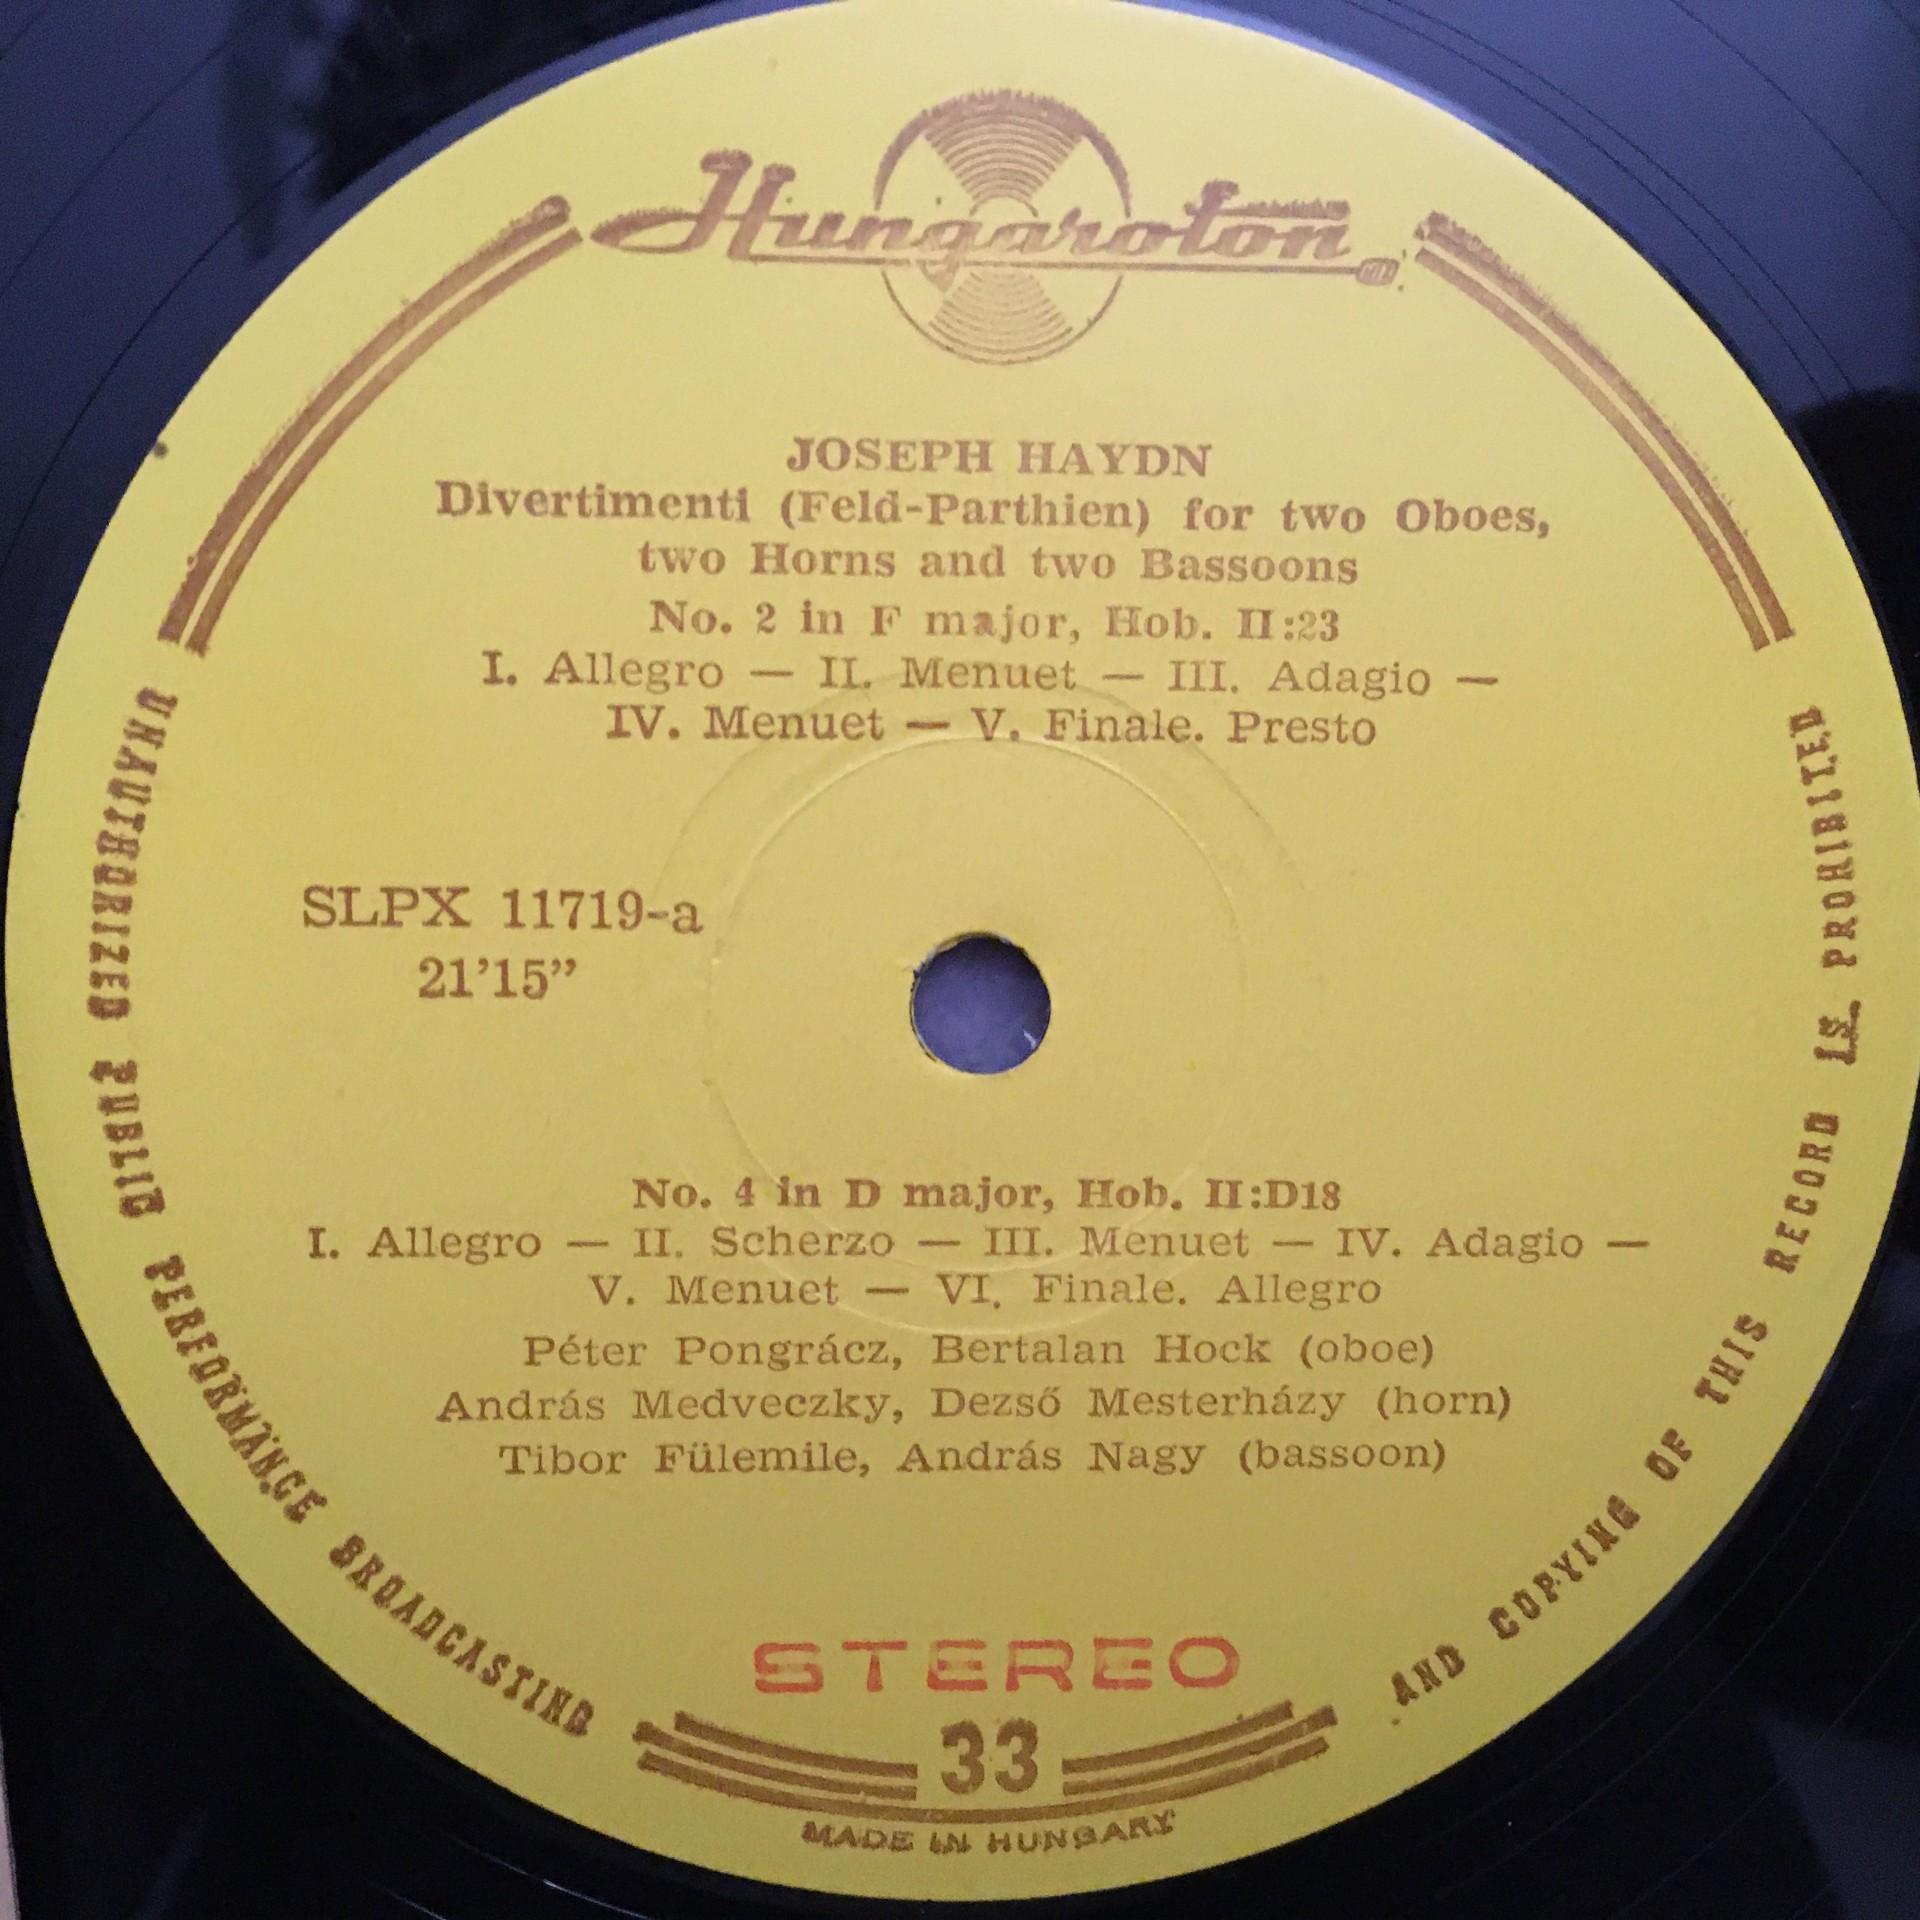 Hungaroton
JOSEPH HAYDN
Divertimenti (Feld-Parthien) for two Oboes,
two Horns and two Bassoons
No. 2 in F major, Hob. II:23
I. Allegro — II. Menuet — III. Adagio —
IV. Menuet — V. Finale. Presto
SLPX 11719-a
21’15”
No. 4 in D major, Hob. II:D18
I. Allegro — II. Scherzo — III. Menuet — IV. Adagio —
V. Menuet — VI. Finale. Allegro
Péter Pongrácz, Bertalan Hock (oboe)
András Medveczky, Dezső Mesterházy (horn)
Tibor Fülemile, András Nagy (bassoon)
STEREO
33
MADE IN HUNGARY
UNAUTHORIZED PUBLIC PERFORMANCE BROADCASTING AND COPYING OF THIS RECORD IS PROHIBITED